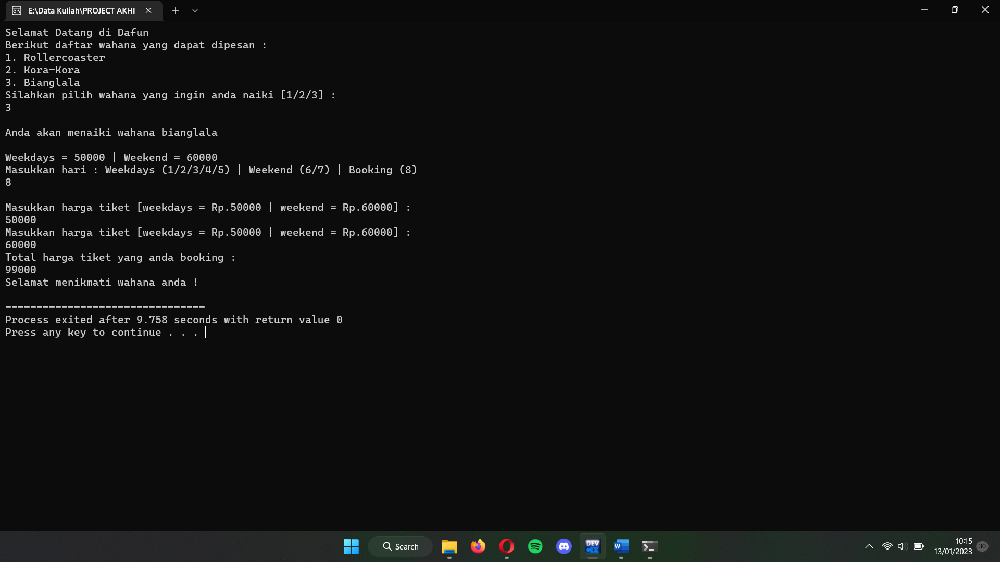 E:\Data Kuliah\PROJECT AKHI
Selamat Datang di Dafun
Berikut daftar wahana yang dapat dipesan :
1. Rollercoaster
2. Kora-Kora
3. Bianglala
Silahkan pilih wahana yang ingin anda naiki [1/2/3] :
3
Anda akan menaiki wahana bianglala
Weekdays = 50000 | Weekend = 60000
Masukkan hari : Weekdays (1/2/3/4/5) | Weekend (6/7) | Booking (8)
8
Masukkan harga tiket [weekdays = Rp.50000 | weekend = Rp.60000] :
50000
Masukkan harga tiket [weekdays = Rp.50000 | weekend = Rp.60000] :
60000
Total harga tiket yang anda booking :
99000
Selamat menikmati wahana anda !
--------------------------------
Process exited after 9.758 seconds with return value 0
Press any key to continue . . .
Search
DEV
C++
W
10:15
13/01/2023
30